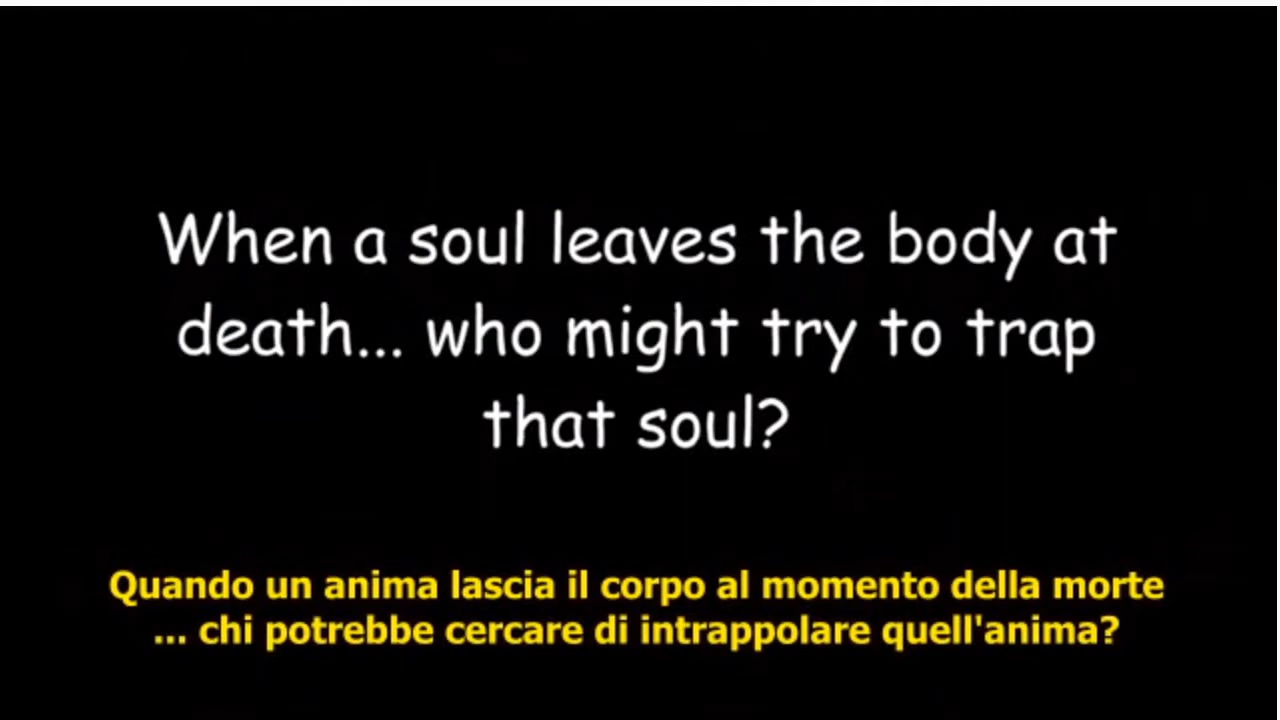 When a soul leaves the body at
death... who might try to trap
that soul?
Quando un anima lascia il corpo al momento della morte
... chi potrebbe cercare di intrappolare quell'anima?